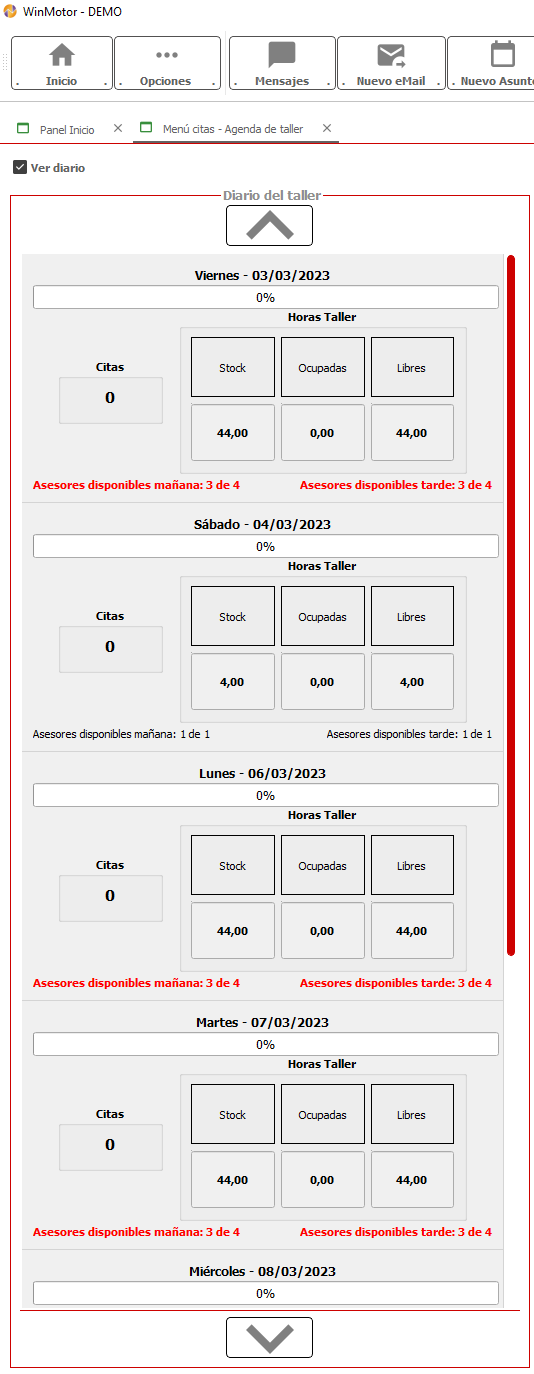 WinMotor - DEMO
Inicio
Opciones
Mensajes
Nuevo eMail
Nuevo Asunto
Panel Inicio
Menú citas - Agenda de taller
Ver diario
Diario del taller
Viernes - 03/03/2023
0%
Horas Taller
Citas
Stock Ocupadas Libres
0
44,00 0,00 44,00
Asesores disponibles mañana: 3 de 4 Asesores disponibles tarde: 3 de 4
Sábado - 04/03/2023
0%
Horas Taller
Citas
Stock Ocupadas Libres
0
4,00 0,00 4,00
Asesores disponibles mañana: 1 de 1 Asesores disponibles tarde: 1 de 1
Lunes - 06/03/2023
0%
Horas Taller
Citas
Stock Ocupadas Libres
0
44,00 0,00 44,00
Asesores disponibles mañana: 3 de 4 Asesores disponibles tarde: 3 de 4
Martes - 07/03/2023
0%
Horas Taller
Citas
Stock Ocupadas Libres
0
44,00 0,00 44,00
Asesores disponibles mañana: 3 de 4 Asesores disponibles tarde: 3 de 4
Miércoles - 08/03/2023
0%